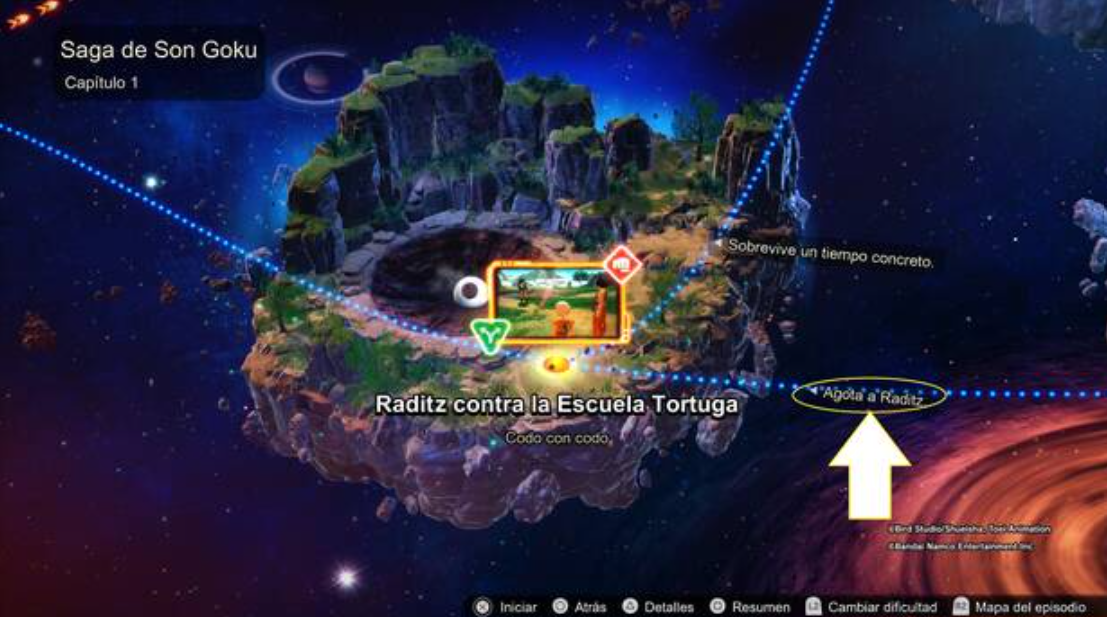 Saga de Son Goku
Capítulo 1
Sobrevive un tiempo concreto.
Agota a Raditz
Raditz contra la Escuela Tortuga
Codo con codo
©Bird Studio/Shueisha, Toei Animation
©Bandai Namco Entertainment Inc
Iniciar Atrás Detalles Resumen L2 Cambiar dificultad R2 Mapa del episodio